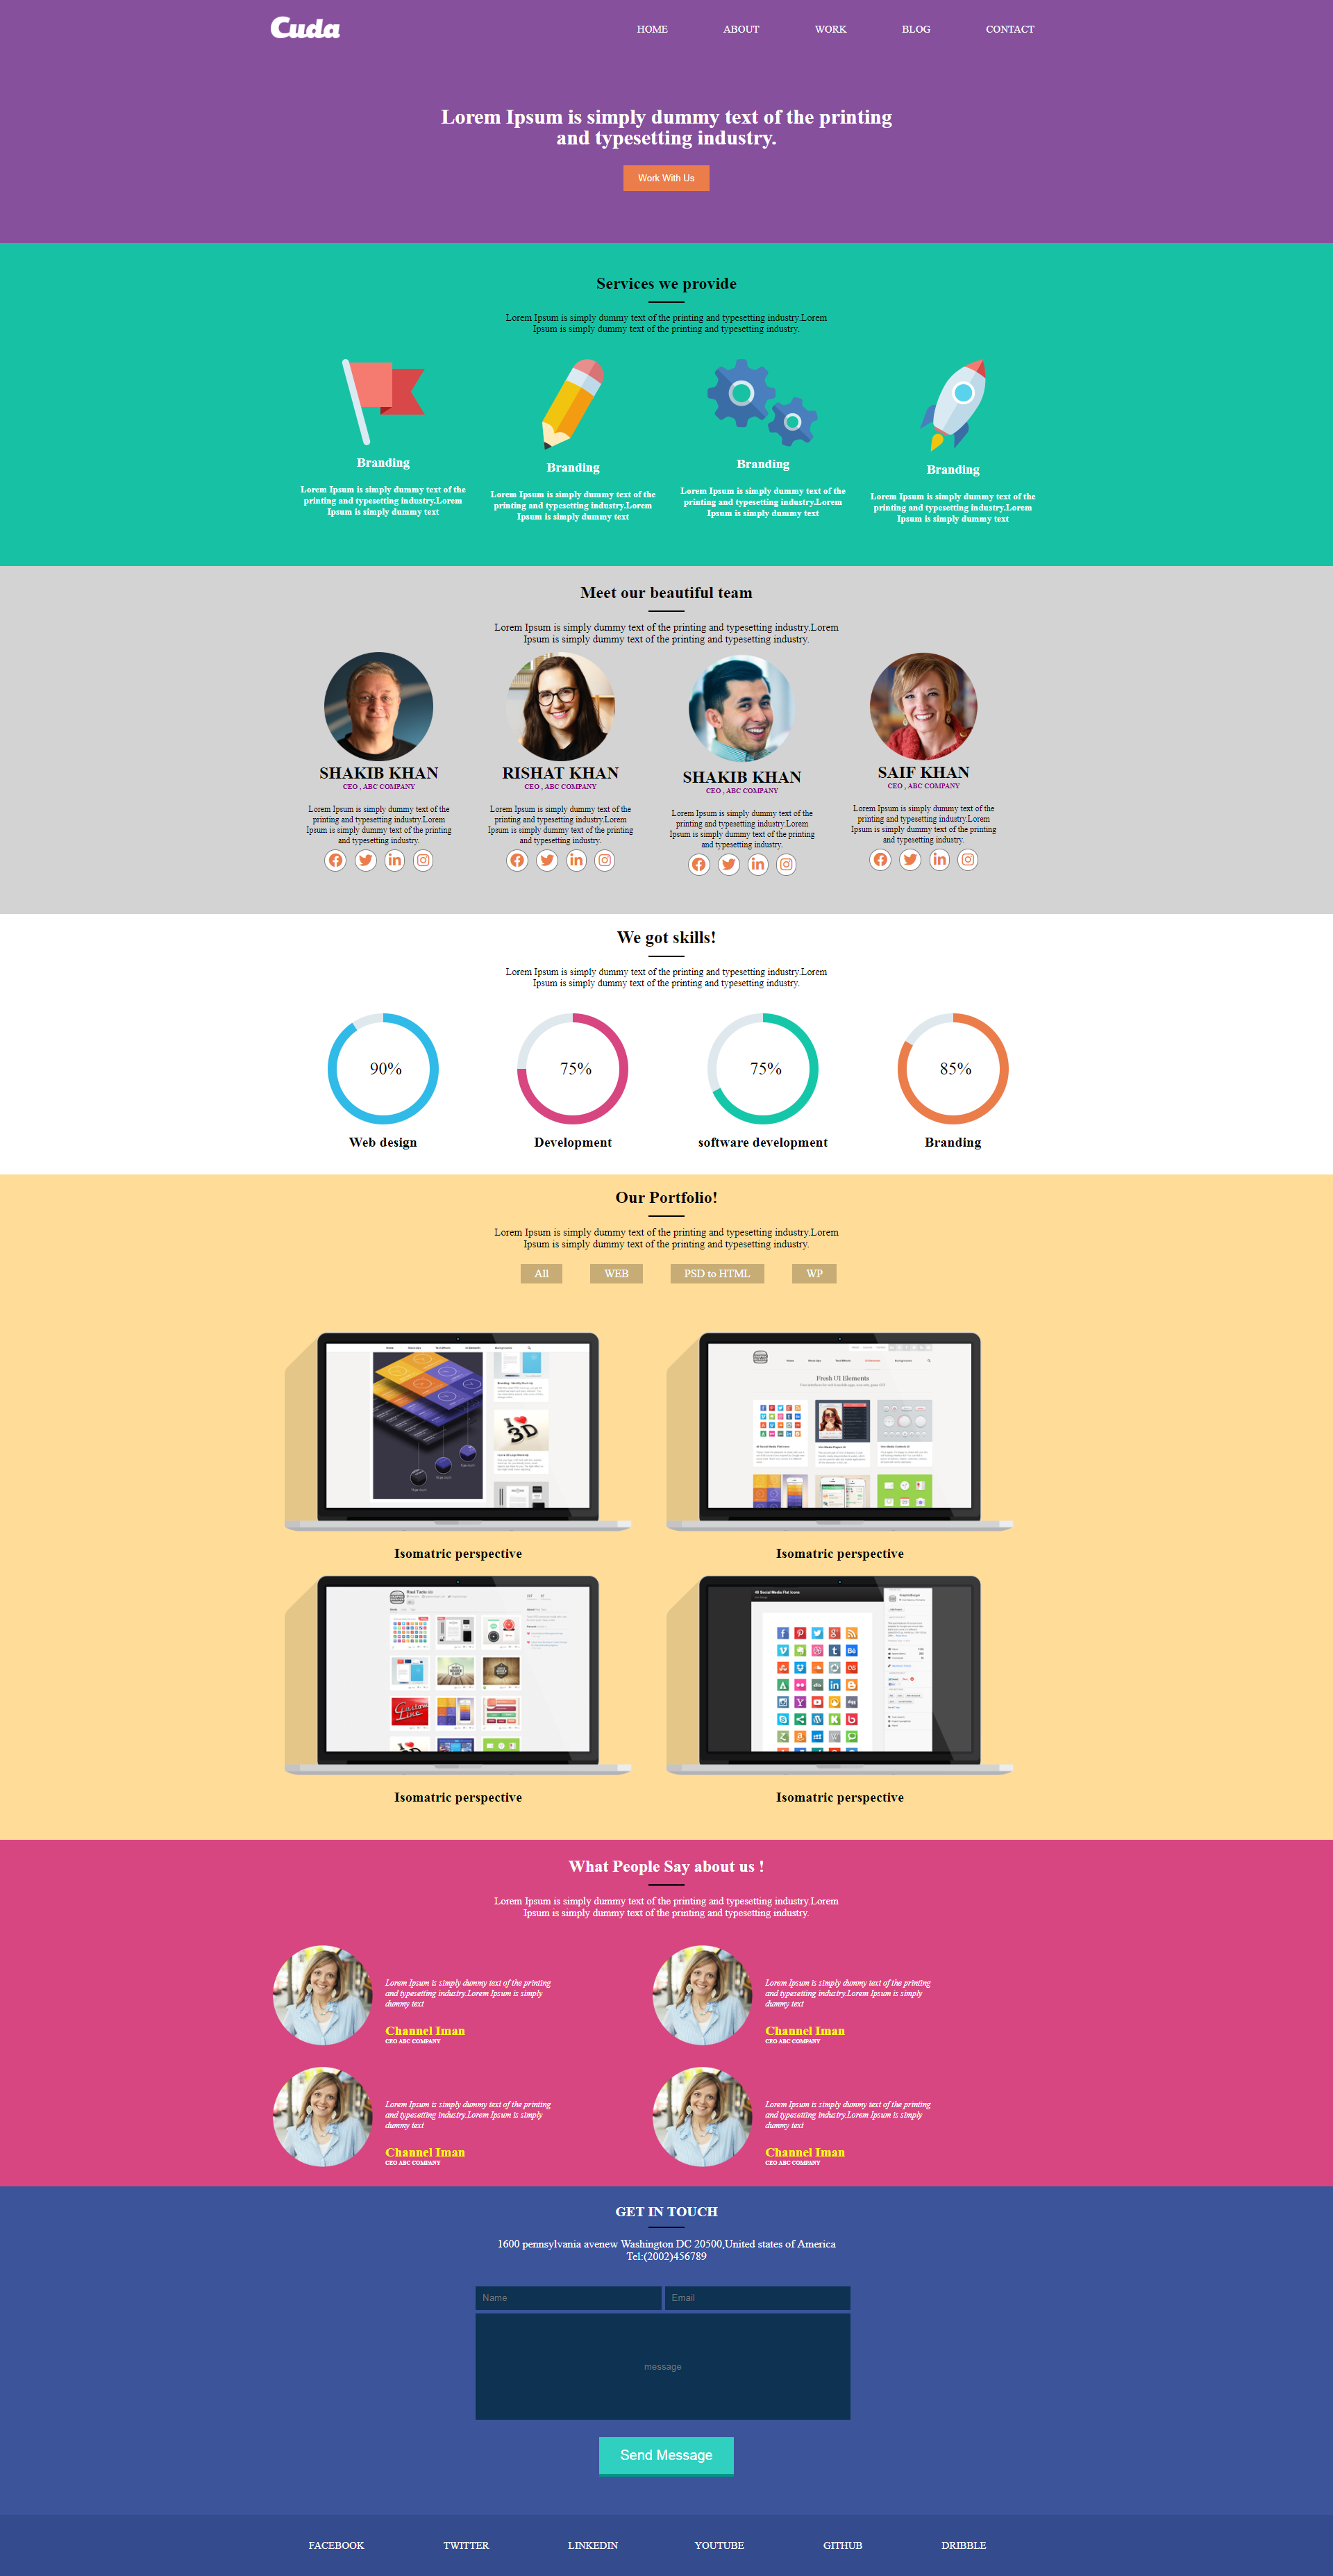 Cuda
HOME ABOUT WORK BLOG CONTACT
Lorem Ipsum is simply dummy text of the printing
and typesetting industry.
Work With Us
Services we provide
Lorem Ipsum is simply dummy text of the printing and typesetting industry.Lorem
Ipsum is simply dummy text of the printing and typesetting industry.
Branding
Lorem Ipsum is simply dummy text of the
printing and typesetting industry.Lorem
Ipsum is simply dummy text
Branding
Lorem Ipsum is simply dummy text of the
printing and typesetting industry.Lorem
Ipsum is simply dummy text
Branding
Lorem Ipsum is simply dummy text of the
printing and typesetting industry.Lorem
Ipsum is simply dummy text
Branding
Lorem Ipsum is simply dummy text of the
printing and typesetting industry.Lorem
Ipsum is simply dummy text
Meet our beautiful team
Lorem Ipsum is simply dummy text of the printing and typesetting industry.Lorem
Ipsum is simply dummy text of the printing and typesetting industry.
SHAKIB KHAN
CEO , ABC COMPANY
Lorem Ipsum is simply dummy text of the
printing and typesetting industry.Lorem
Ipsum is simply dummy text of the printing
and typesetting industry.
RISHAT KHAN
CEO , ABC COMPANY
Lorem Ipsum is simply dummy text of the
printing and typesetting industry.Lorem
Ipsum is simply dummy text of the printing
and typesetting industry.
SHAKIB KHAN
CEO , ABC COMPANY
Lorem Ipsum is simply dummy text of the
printing and typesetting industry.Lorem
Ipsum is simply dummy text of the printing
and typesetting industry.
SAIF KHAN
CEO , ABC COMPANY
Lorem Ipsum is simply dummy text of the
printing and typesetting industry.Lorem
Ipsum is simply dummy text of the printing
and typesetting industry.
We got skills!
Lorem Ipsum is simply dummy text of the printing and typesetting industry.Lorem
Ipsum is simply dummy text of the printing and typesetting industry.
90% 75% 75% 85%
Web design Development software development Branding
Our Portfolio!
Lorem Ipsum is simply dummy text of the printing and typesetting industry.Lorem
Ipsum is simply dummy text of the printing and typesetting industry.
All WEB PSD to HTML WP
I 3D
Fresh UI Elements
Isomatric perspective Isomatric perspective
Isomatric perspective Isomatric perspective
What People Say about us !
Lorem Ipsum is simply dummy text of the printing and typesetting industry.Lorem
Ipsum is simply dummy text of the printing and typesetting industry.
Lorem Ipsum is simply dummy text of the printing
and typesetting industry.Lorem Ipsum is simply
dummy text
Channel Iman
CEO ABC COMPANY
Lorem Ipsum is simply dummy text of the printing
and typesetting industry.Lorem Ipsum is simply
dummy text
Channel Iman
CEO ABC COMPANY
Lorem Ipsum is simply dummy text of the printing
and typesetting industry.Lorem Ipsum is simply
dummy text
Channel Iman
CEO ABC COMPANY
Lorem Ipsum is simply dummy text of the printing
and typesetting industry.Lorem Ipsum is simply
dummy text
Channel Iman
CEO ABC COMPANY
GET IN TOUCH
1600 pennsylvania avenew Washington DC 20500,United states of America
Tel:(2002)456789
Name Email
message
Send Message
FACEBOOK TWITTER LINKEDIN YOUTUBE GITHUB DRIBBLE